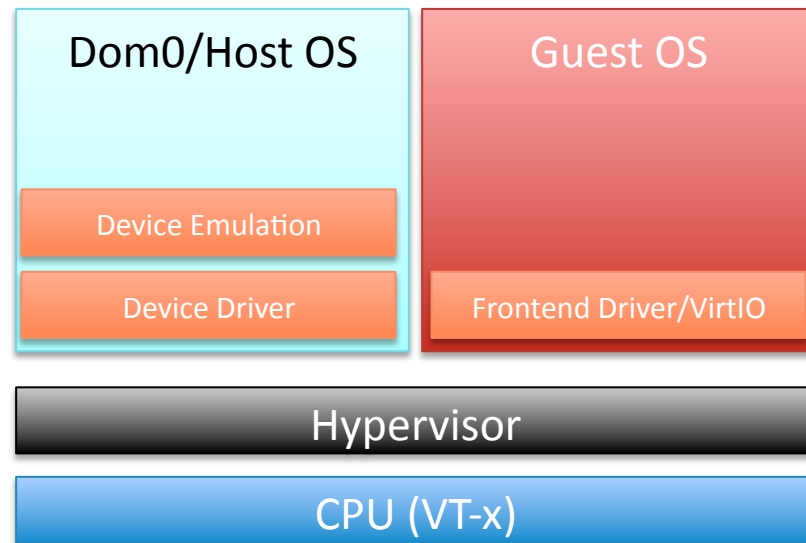 Dom0/Host OS
Device Emulation
Device Driver
Guest OS
Frontend Driver/VirtIO
Hypervisor
CPU (VT-x)